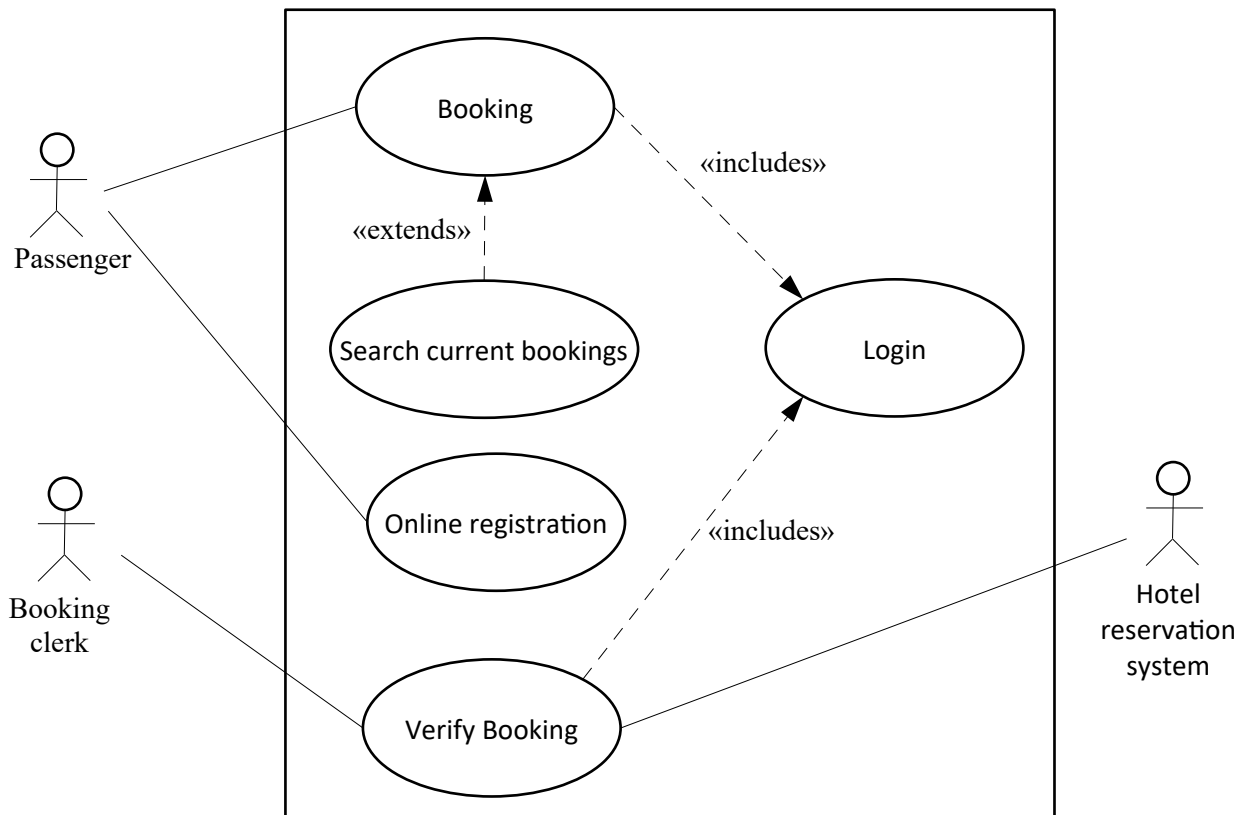 Booking
«includes»
«extends»
Passenger
Search current bookings
Login
Online registration
«includes»
Booking
clerk
Hotel
reservation
system
Verify Booking